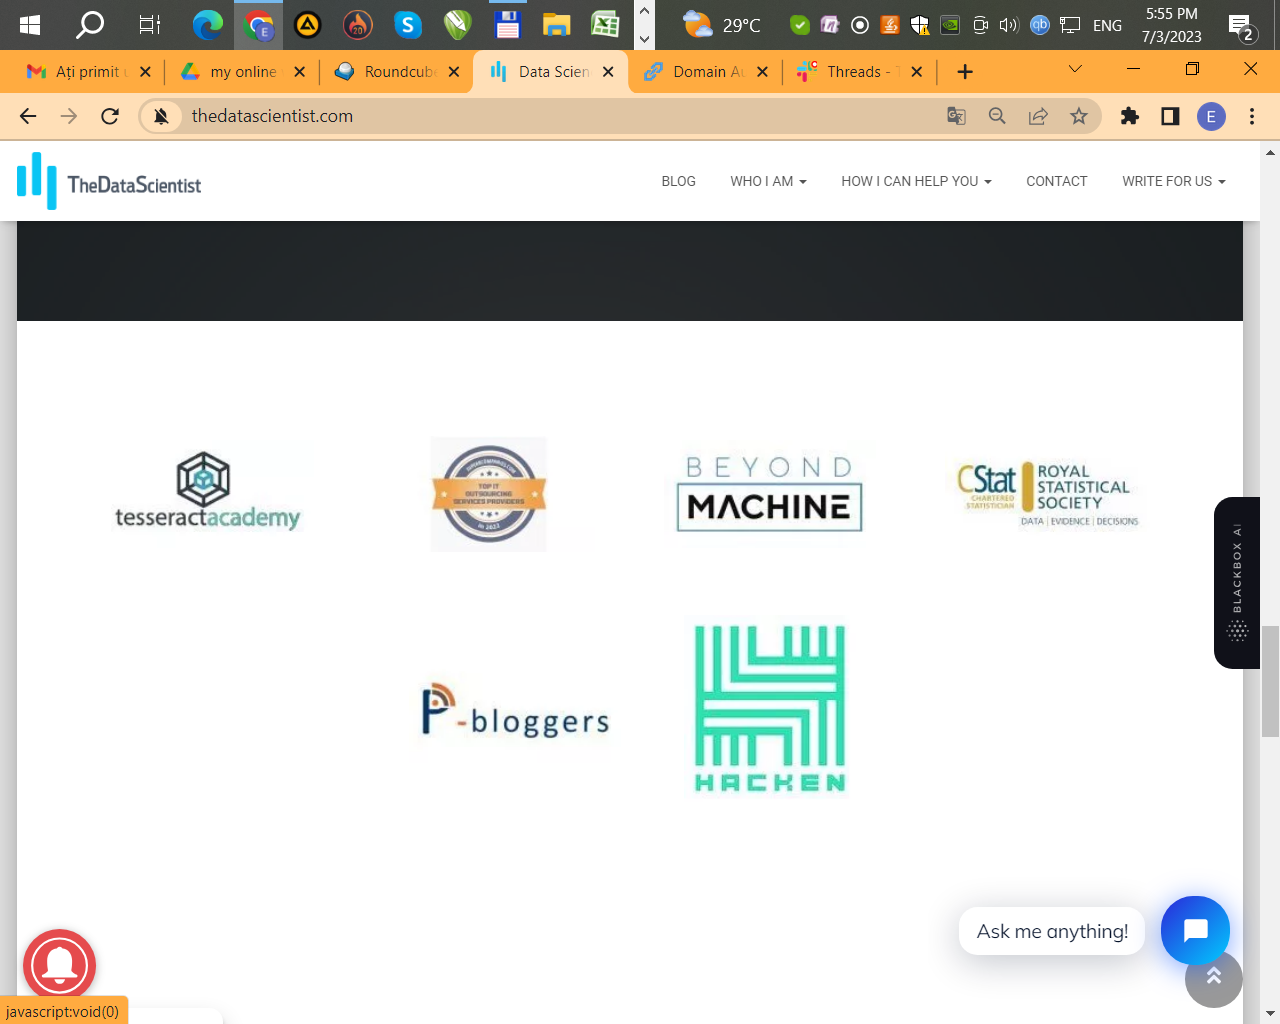 29°C
ENG
5:55 PM
7/3/2023
2
Ați primit
my online
Roundcube
Data Scien
Domain Au
Threads -
thedatascientist.com
E
TheDataScientist
BLOG
WHO I AM
HOW I CAN HELP YOU
CONTACT
WRITE FOR US
tesseractacademy
TOP IT
OUTSOURCING
SERVICES PROVIDERS
in 2022
BEYOND
MACHINE
CStat
CHARTERED
STATISTICIAN
ROYAL
STATISTICAL
SOCIETY
DATA | EVIDENCE | DECISIONS
BLACKBOX AI
P-bloggers
HACKEN
Ask me anything!
javascript:void(0)